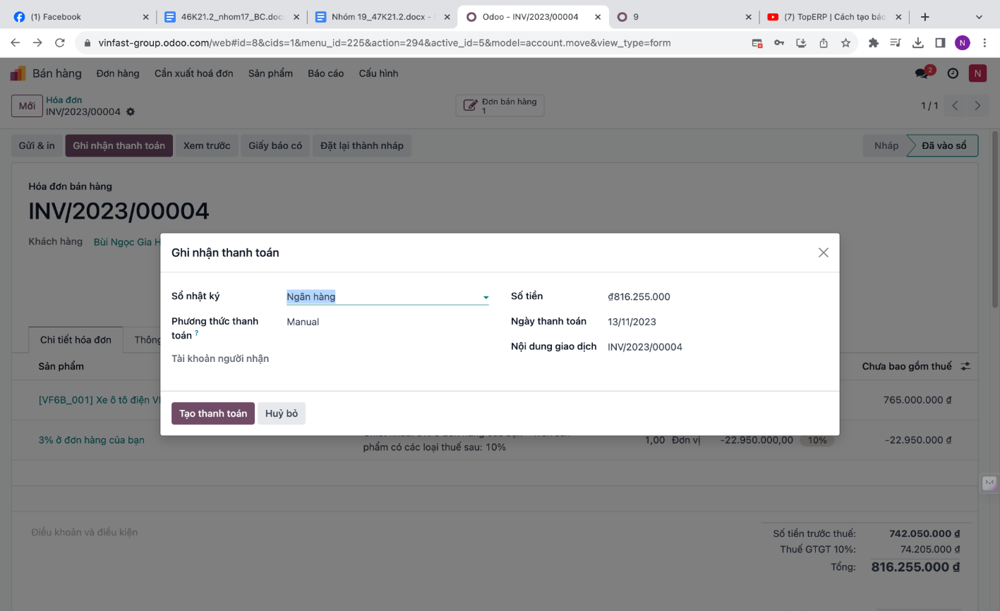 (1) Facebook
46K21.2_nhom17_BC.doc
Nhóm 19_47K21.2.docx -
Odoo - INV/2023/00004
9
(7) TopERP | Cách tạo báo
vinfast-group.odoo.com/web#id=8&cids=1&menu_id=225&action=294&active_id=5&model=account.move&view_type=form
N
Bán hàng Đơn hàng Cần xuất hoá đơn Sản phẩm Báo cáo Cấu hình
2
N
Mới
Hóa đơn
INV/2023/00004
Đơn bán hàng
1
1 / 1
Gửi & in Ghi nhận thanh toán Xem trước Giấy báo có Đặt lại thành nháp
Nháp Đã vào sổ
Hóa đơn bán hàng
INV/2023/00004
Khách hàng Bùi Ngọc Gia H
Ghi nhận thanh toán
Sổ nhật ký Ngân hàng
Phương thức thanh toán ? Manual
Tài khoản người nhận
Số tiền ₫816.255.000
Ngày thanh toán 13/11/2023
Nội dung giao dịch INV/2023/00004
Tạo thanh toán Huỷ bỏ
Chi tiết hóa đơn Thông
Sản phẩm Chưa bao gồm thuế
[VF6B_001] Xe ô tô điện 765.000.000 ₫
3% ở đơn hàng của bạn
phẩm có các loại thuế sau: 10%
1,00 Đơn vị -22.950.000,00 10% -22.950.000 ₫
Điều khoản và điều kiện
Số tiền trước thuế: 742.050.000 ₫
Thuế GTGT 10%: 74.205.000 ₫
Tổng: 816.255.000 ₫